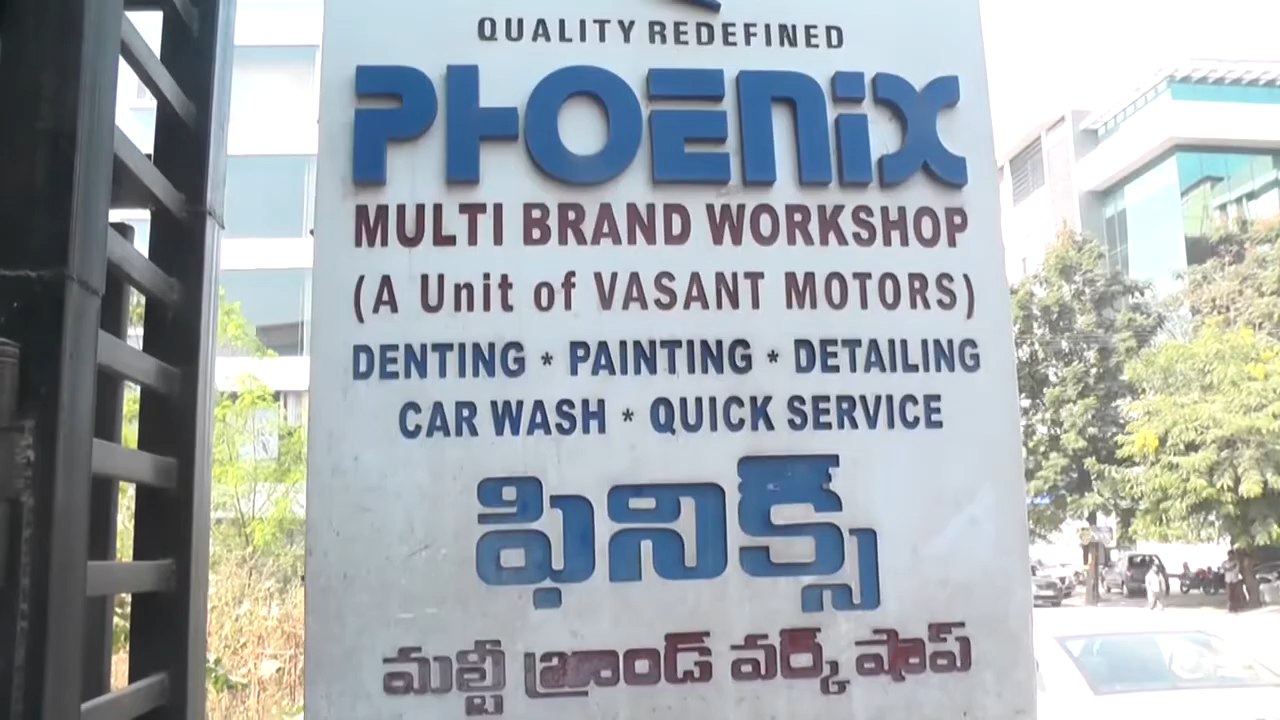 QUALITY REDEFINED
PHOENIX
MULTI BRAND WORKSHOP
(A Unit of VASANT MOTORS)
DENTING * PAINTING * DETAILING
CAR WASH * QUICK SERVICE
ఫినిక్స్
మల్టీ బ్రాండ్ వర్క్ షాప్